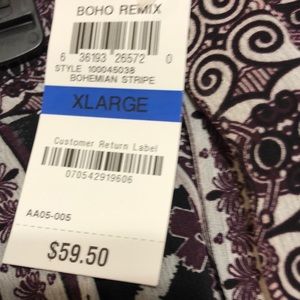 BOHO REMIX
6 36193 26572 0
STYLE 100045038
BOHEMIAN STRIPE
XLARGE
Customer Return Label
070542919606
AA05-005
$59.50